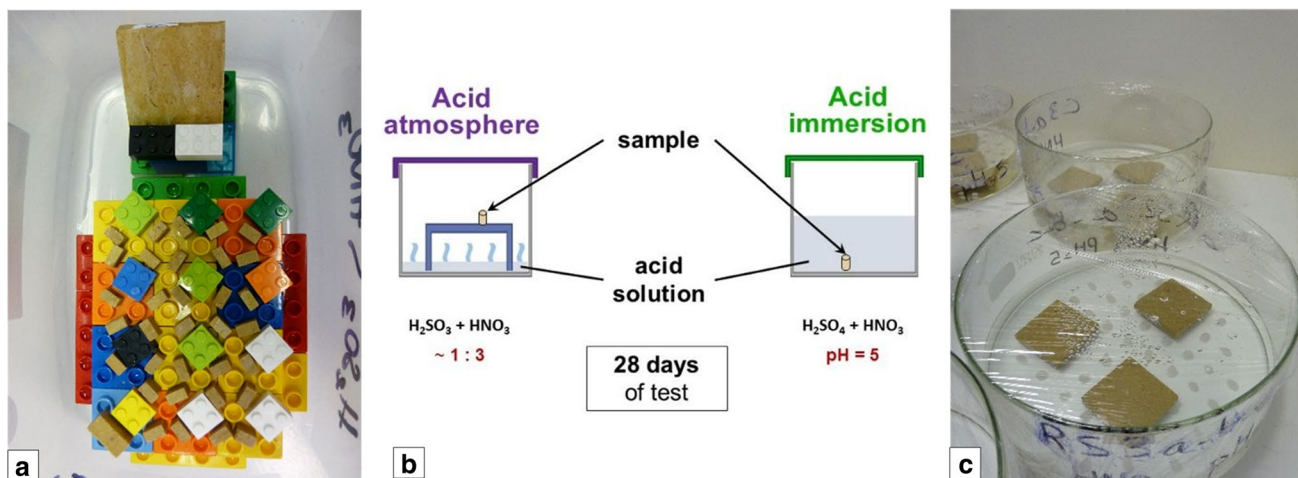 Acid
atmosphere
sample
Acid
immersion
acid
solution
H₂SO₃ + HNO₃
~ 1 : 3
H₂SO₄ + HNO₃
pH = 5
28 days
of test
a
b
c